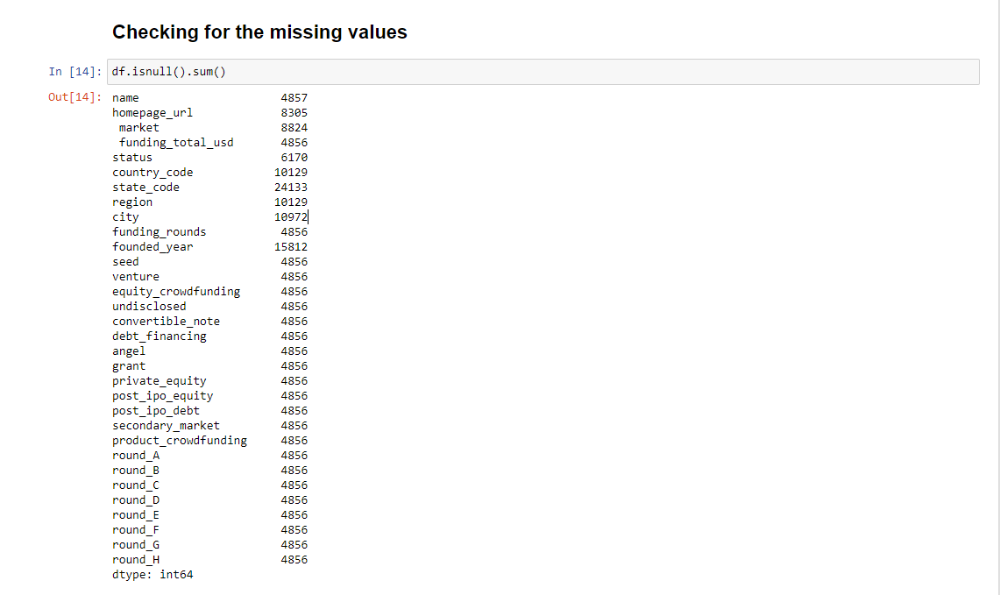 Checking for the missing values
In [14]: df.isnull().sum()
Out[14]: name 4857
homepage_url 8305
 market 8824
 funding_total_usd 4856
status 6170
country_code 10129
state_code 24133
region 10129
city 10972
funding_rounds 4856
founded_year 15812
seed 4856
venture 4856
equity_crowdfunding 4856
undisclosed 4856
convertible_note 4856
debt_financing 4856
angel 4856
grant 4856
private_equity 4856
post_ipo_equity 4856
post_ipo_debt 4856
secondary_market 4856
product_crowdfunding 4856
round_A 4856
round_B 4856
round_C 4856
round_D 4856
round_E 4856
round_F 4856
round_G 4856
round_H 4856
dtype: int64